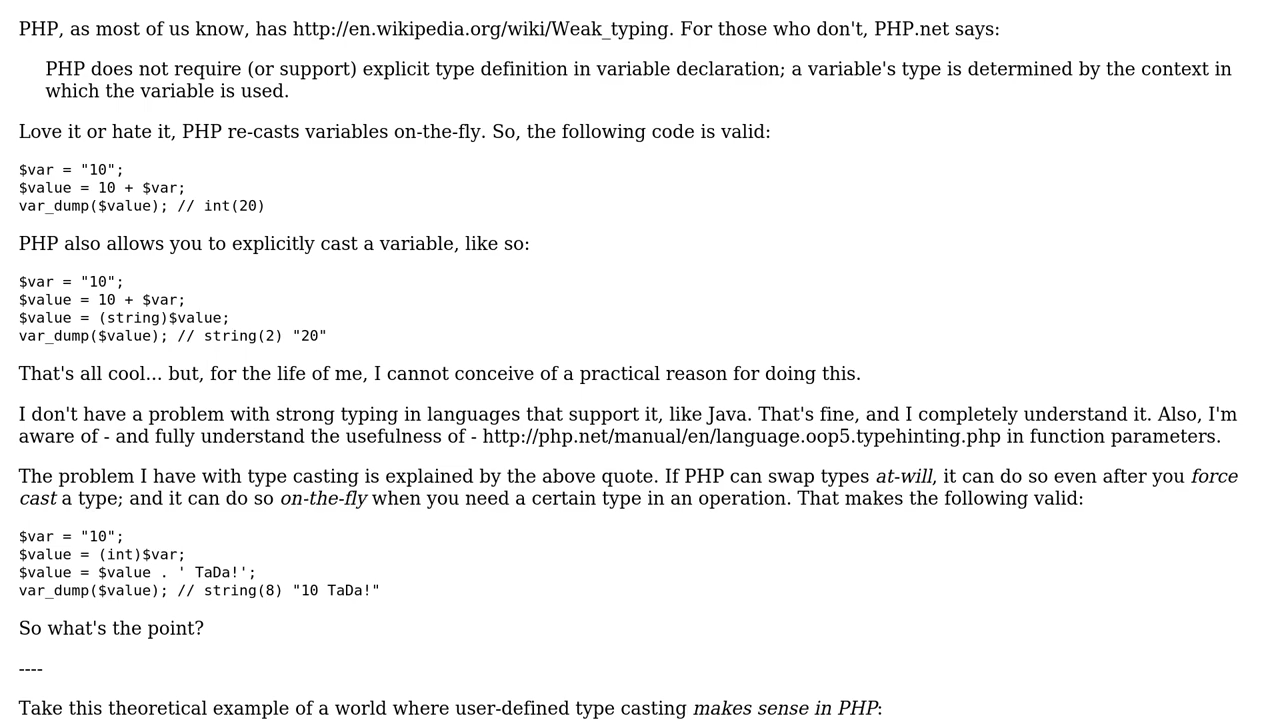 PHP, as most of us know, has http://en.wikipedia.org/wiki/Weak_typing. For those who don't, PHP.net says:
PHP does not require (or support) explicit type definition in variable declaration; a variable's type is determined by the context in
which the variable is used.
Love it or hate it, PHP re-casts variables on-the-fly. So, the following code is valid:
$var = "10";
$value = 10 + $var;
var_dump($value); // int(20)
PHP also allows you to explicitly cast a variable, like so:
$var = "10";
$value = 10 + $var;
$value = (string)$value;
var_dump($value); // string(2) "20"
That's all cool... but, for the life of me, I cannot conceive of a practical reason for doing this.
I don't have a problem with strong typing in languages that support it, like Java. That's fine, and I completely understand it. Also, I'm
aware of - and fully understand the usefulness of - http://php.net/manual/en/language.oop5.typehinting.php in function parameters.
The problem I have with type casting is explained by the above quote. If PHP can swap types at-will, it can do so even after you force
cast a type; and it can do so on-the-fly when you need a certain type in an operation. That makes the following valid:
$var = "10";
$value = (int)$var;
$value = $value . ' TaDa!';
var_dump($value); // string(8) "10 TaDa!"
So what's the point?
----
Take this theoretical example of a world where user-defined type casting makes sense in PHP: